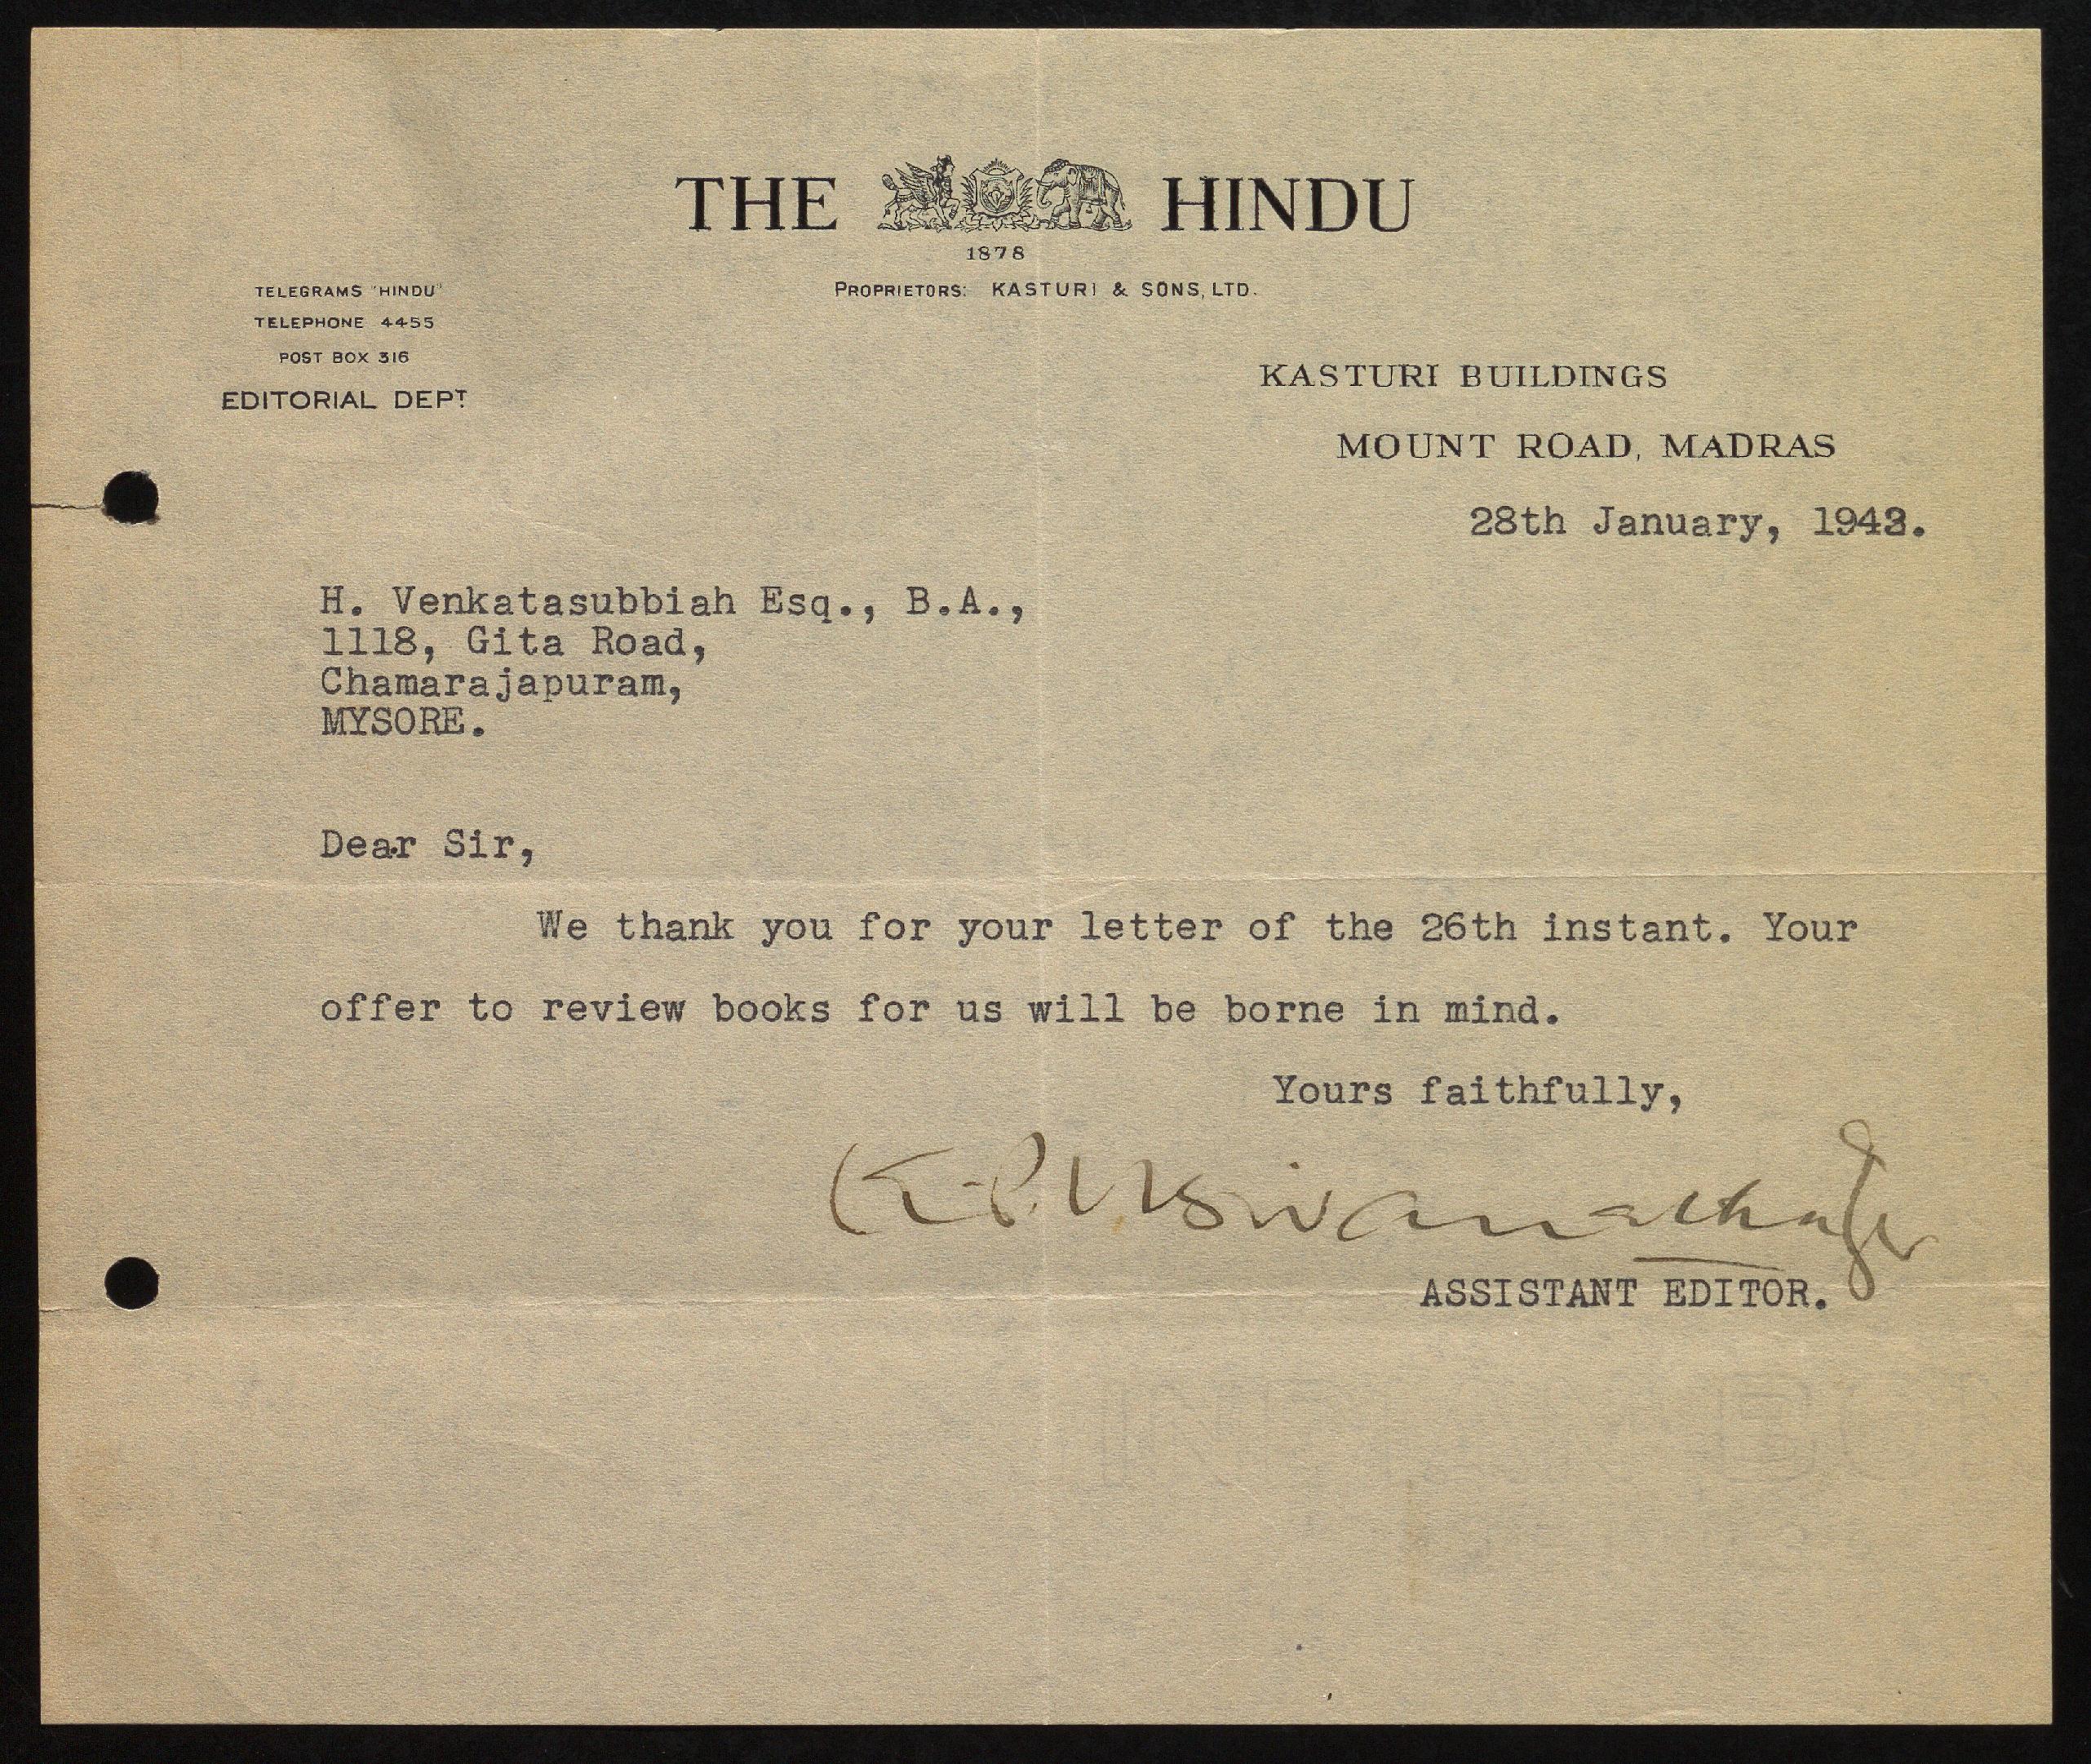 THE HINDU
1878
PROPRIETORS: KASTURI & SONS, LTD.
TELEGRAMS "HINDU"
TELEPHONE 4455
POST BOX 316
EDITORIAL DEPT.
KASTURI BUILDINGS
MOUNT ROAD, MADRAS
28th January,
H. Venkatasubbiah Esq., B.A.,
1118, Gita Road,
Chamarajapuram,
MYSORE.
Dear Sir,
We thank you for your letter of the 26th instant. Your
offer to review books for us will be borne in mind.
Yours faithfully,
ASSISTANT EDITOR.